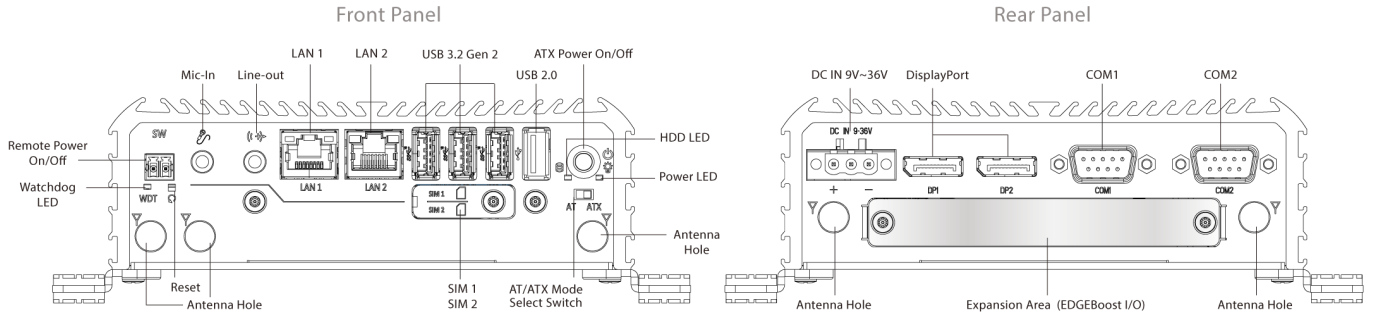 Front Panel
Rear Panel
LAN 1
LAN 2
USB 3.2 Gen 2
ATX Power On/Off
Mic-In
Line-out
USB 2.0
DC IN 9V~36V
DisplayPort
COM1
COM2
SW
HDD LED
DC IN 9-36V
Remote Power
On/Off
Power LED
LAN 1
LAN 2
SIM 1
SIM 2
+
−
DP1
DP2
COM1
COM2
Watchdog
LED
WDT
AT
ATX
Antenna
Hole
Reset
Antenna Hole
SIM 1
SIM 2
AT/ATX Mode
Select Switch
Antenna Hole
Expansion Area (EDGEBoost I/O)
Antenna Hole